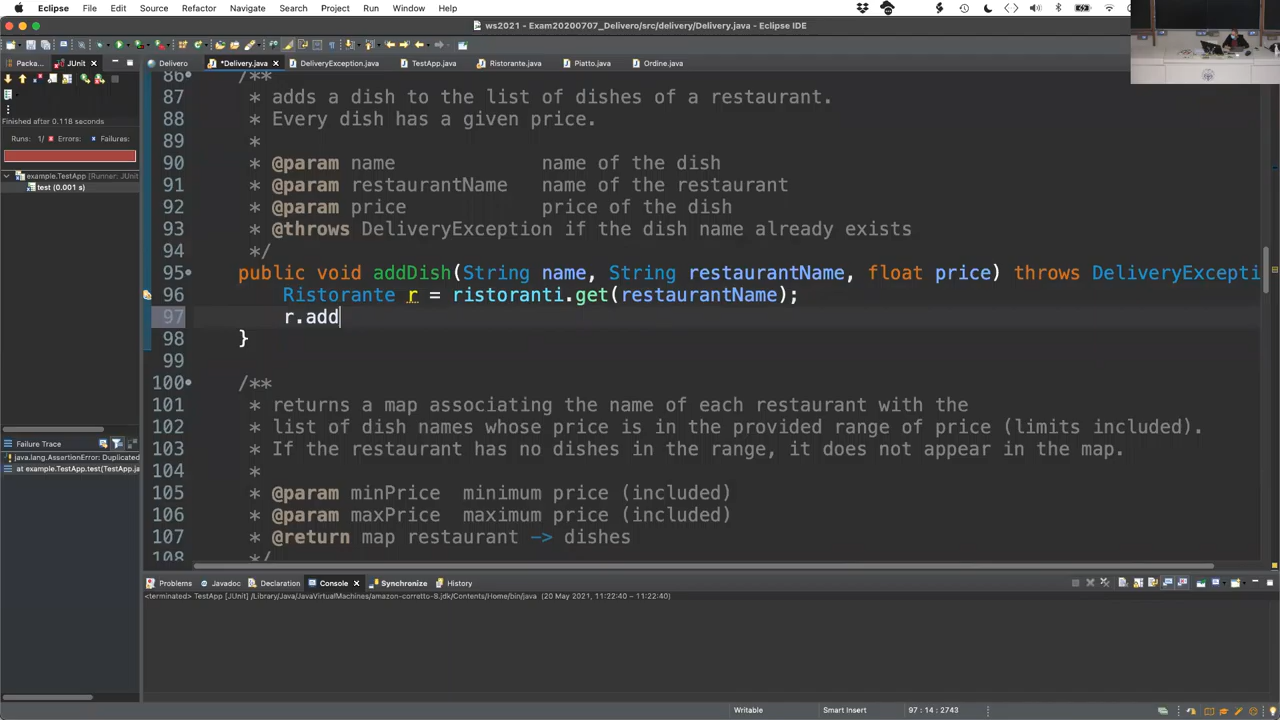 Eclipse File Edit Source Refactor Navigate Search Project Run Window Help
ws2021 - Exam20200707_Delivero/src/delivery/Delivery.java - Eclipse IDE
Packa JUnit Delivero *Delivery.java DeliveryException.java TestApp.java Ristorante.java Piatto.java Ordine.java
Finished after 0.118 seconds
Runs: 1/ Errors: Failures:
example.TestApp [Runner: JUnit
test (0.001 s)
Failure Trace
java.lang.AssertionError: Duplicated
at example.TestApp.test(TestApp.ja
86 /**
87 * adds a dish to the list of dishes of a restaurant.
88 * Every dish has a given price.
89 *
90 * @param name name of the dish
91 * @param restaurantName name of the restaurant
92 * @param price price of the dish
93 * @throws DeliveryException if the dish name already exists
94 */
95 public void addDish(String name, String restaurantName, float price) throws DeliveryExcepti
96 Ristorante r = ristoranti.get(restaurantName);
97 r.add
98 }
99
100 /**
101 * returns a map associating the name of each restaurant with the
102 * list of dish names whose price is in the provided range of price (limits included).
103 * If the restaurant has no dishes in the range, it does not appear in the map.
104 *
105 * @param minPrice minimum price (included)
106 * @param maxPrice maximum price (included)
107 * @return map restaurant -> dishes
108 */
Problems Javadoc Declaration Console Synchronize History
<terminated> TestApp [JUnit] /Library/Java/JavaVirtualMachines/amazon-corretto-8.jdk/Contents/Home/bin/java (20 May 2021, 11:22:40 – 11:22:40)
Writable Smart Insert 97 : 14 : 2743